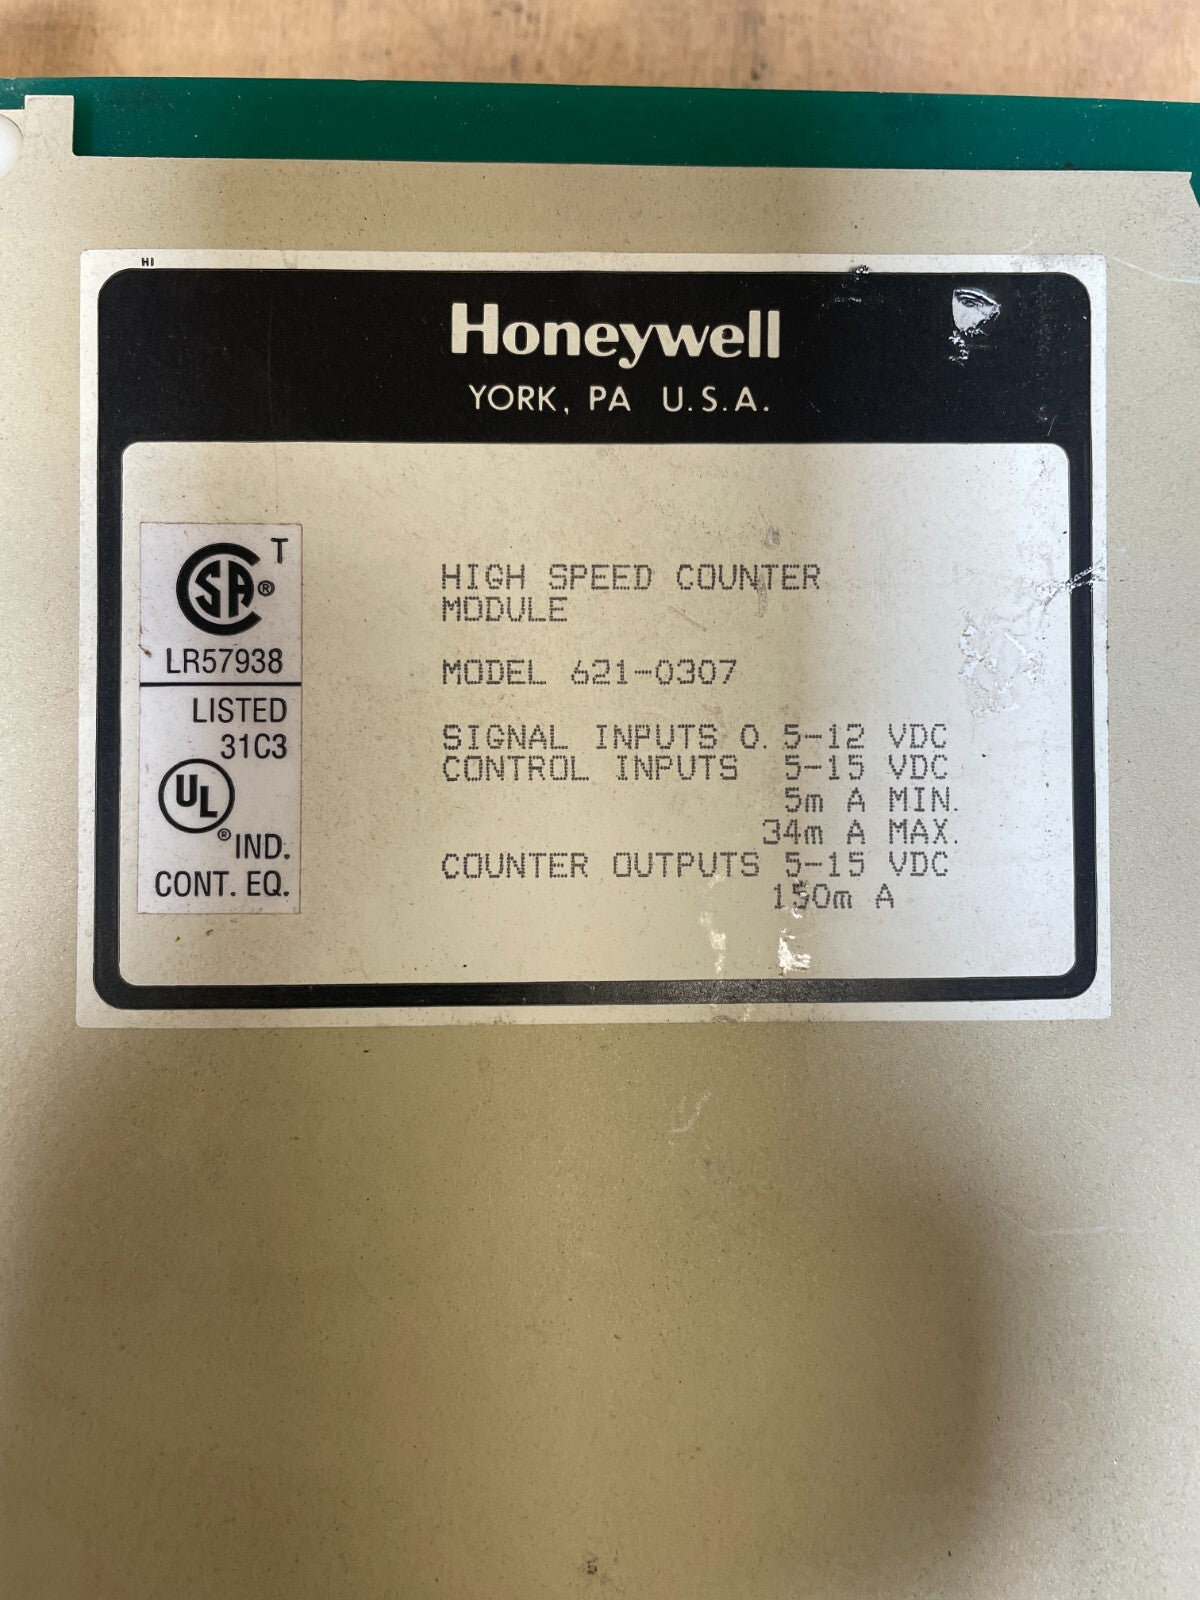 HI
Honeywell
YORK, PA U.S.A.
CSA® T
LR57938
LISTED
31C3
UL® IND.
CONT. EQ.
HIGH SPEED COUNTER
MODULE
MODEL 621-0307
SIGNAL INPUTS 0.5-12 VDC
CONTROL INPUTS 5-15 VDC
5m A MIN.
34m A MAX.
COUNTER OUTPUTS 5-15 VDC
150m A